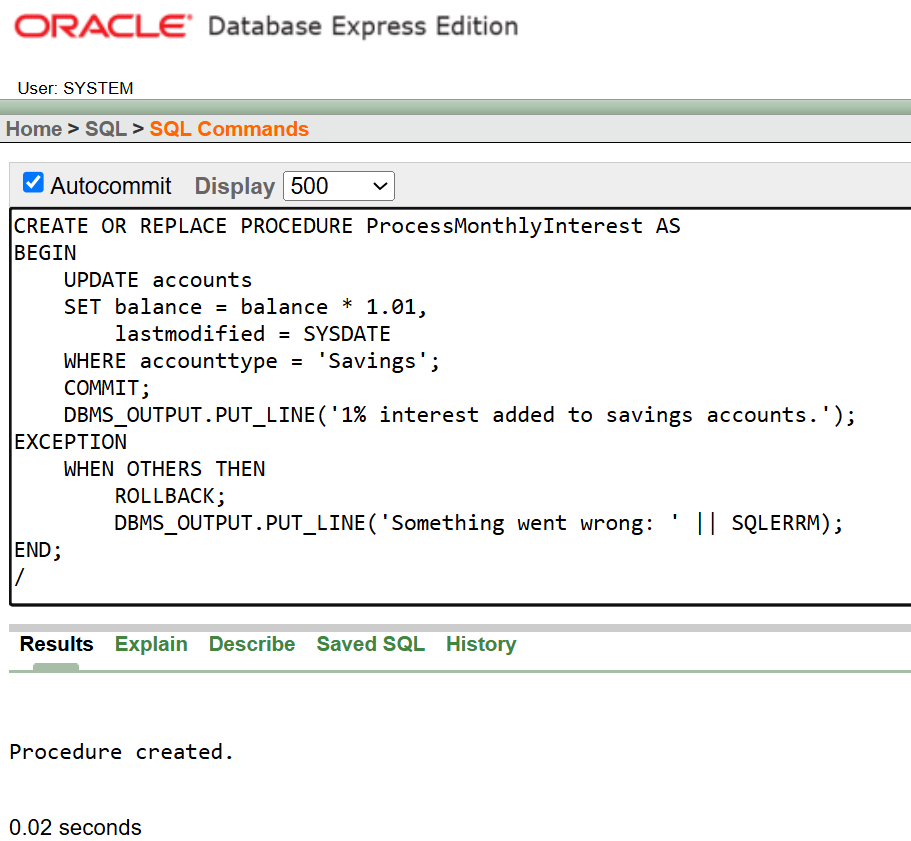 ORACLE® Database Express Edition
User: SYSTEM
Home > SQL > SQL Commands
Autocommit Display 500
CREATE OR REPLACE PROCEDURE ProcessMonthlyInterest AS
BEGIN
    UPDATE accounts
    SET balance = balance * 1.01,
        lastmodified = SYSDATE
    WHERE accounttype = 'Savings';
    COMMIT;
    DBMS_OUTPUT.PUT_LINE('1% interest added to savings accounts.');
EXCEPTION
    WHEN OTHERS THEN
        ROLLBACK;
        DBMS_OUTPUT.PUT_LINE('Something went wrong: ' || SQLERRM);
END;
/
Results Explain Describe Saved SQL History
Procedure created.
0.02 seconds